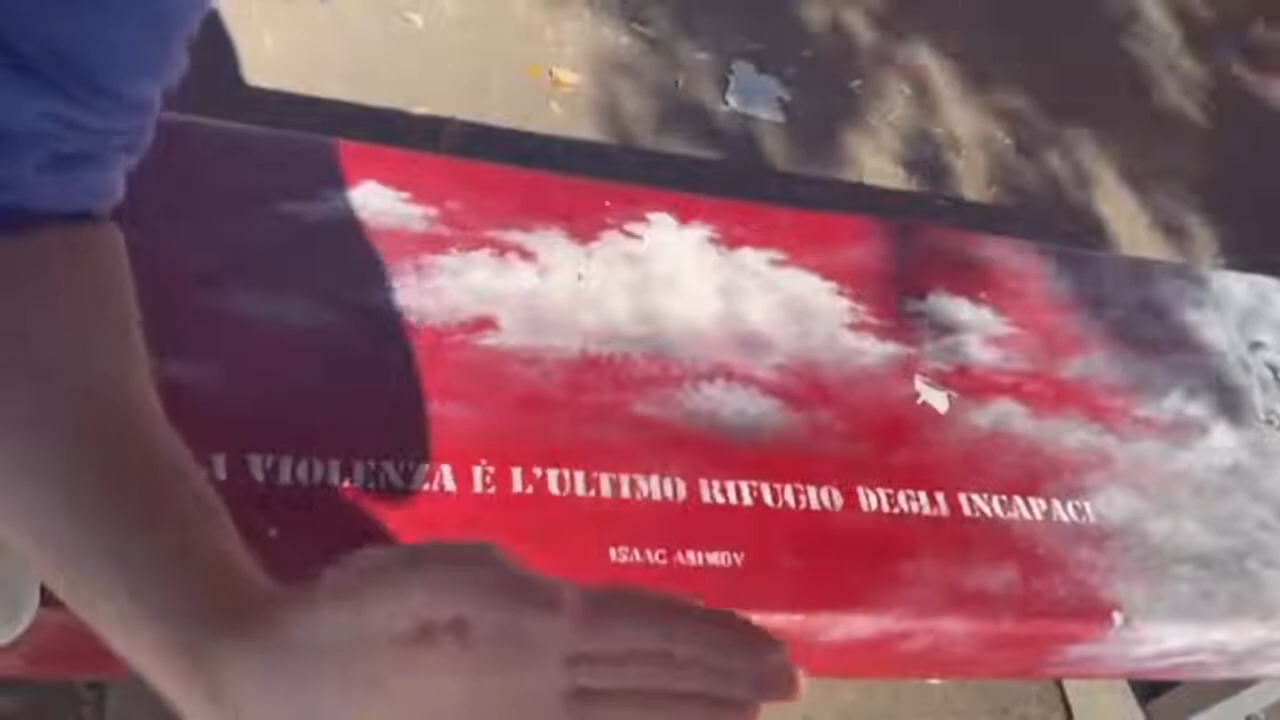 A VIOLENZA È L'ULTIMO RIFUGIO DEGLI INCAPACI
ISAAC ASIMOV